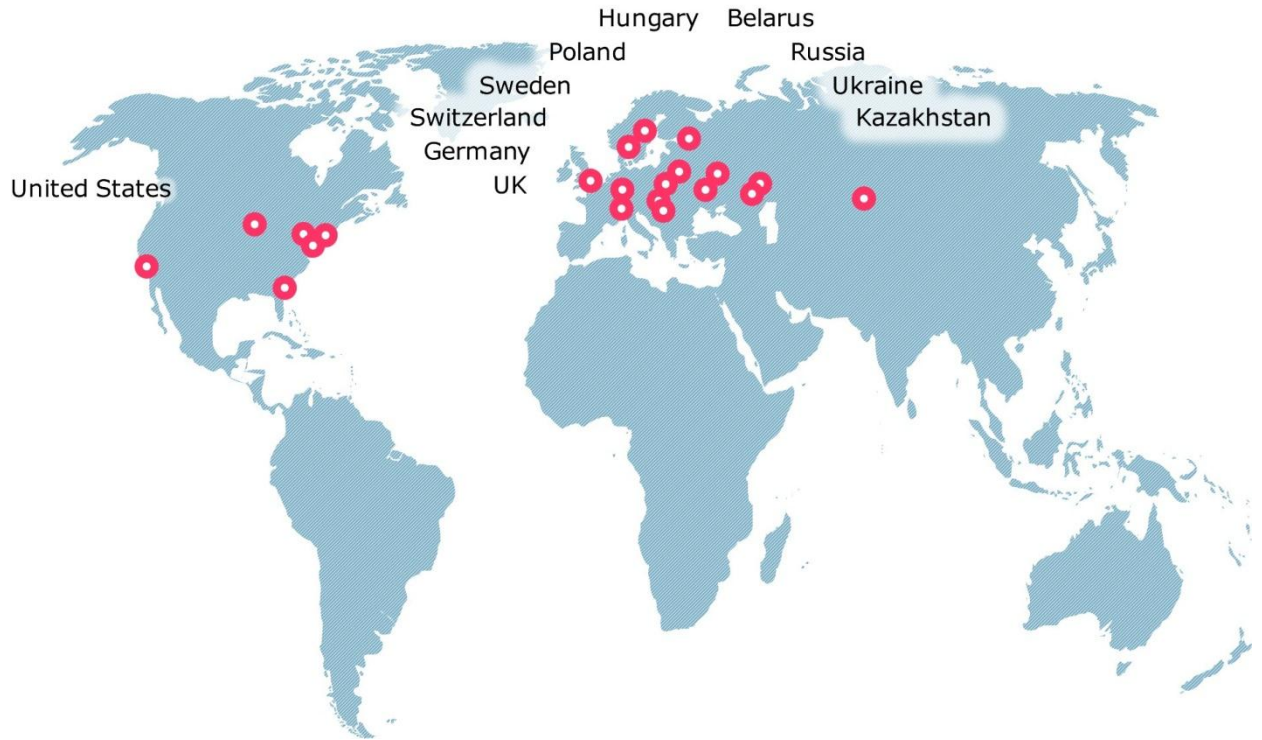 Hungary Belarus
Poland Russia
Sweden Ukraine
Switzerland Kazakhstan
Germany
UK
United States